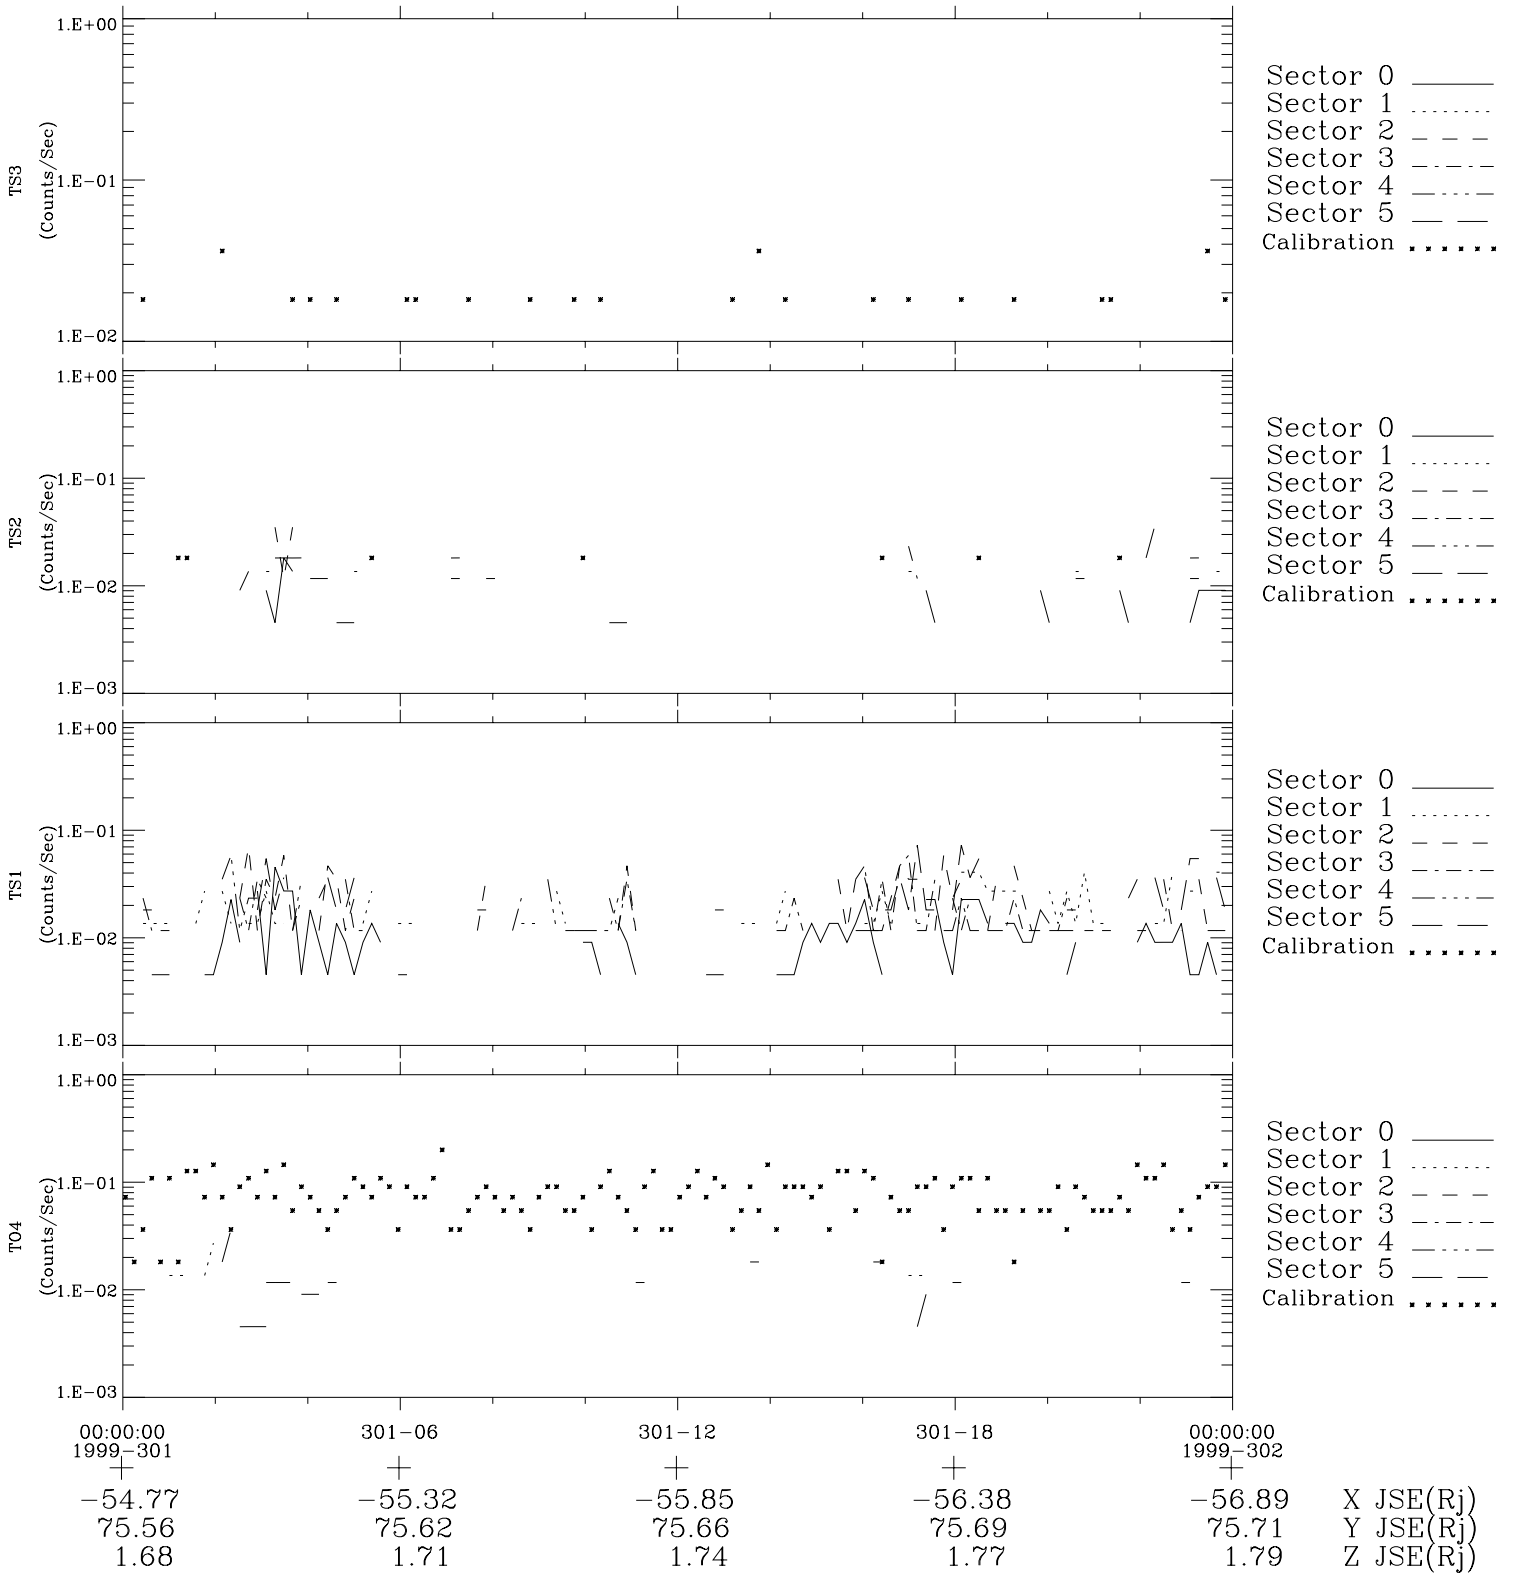 1.E+00
1.E-01
1.E-02
TS3
(Counts/Sec)
Sector 0
Sector 1
Sector 2
Sector 3
Sector 4
Sector 5
Calibration
1.E+00
1.E-01
1.E-02
1.E-03
TS2
(Counts/Sec)
Sector 0
Sector 1
Sector 2
Sector 3
Sector 4
Sector 5
Calibration
1.E+00
1.E-01
1.E-02
1.E-03
TS1
(Counts/Sec)
Sector 0
Sector 1
Sector 2
Sector 3
Sector 4
Sector 5
Calibration
1.E+00
1.E-01
1.E-02
1.E-03
TO4
(Counts/Sec)
Sector 0
Sector 1
Sector 2
Sector 3
Sector 4
Sector 5
Calibration
00:00:00 301-06 301-12 301-18 00:00:00
1999-301 1999-302
-54.77 -55.32 -55.85 -56.38 -56.89 X JSE(Rj)
75.56 75.62 75.66 75.69 75.71 Y JSE(Rj)
1.68 1.71 1.74 1.77 1.79 Z JSE(Rj)